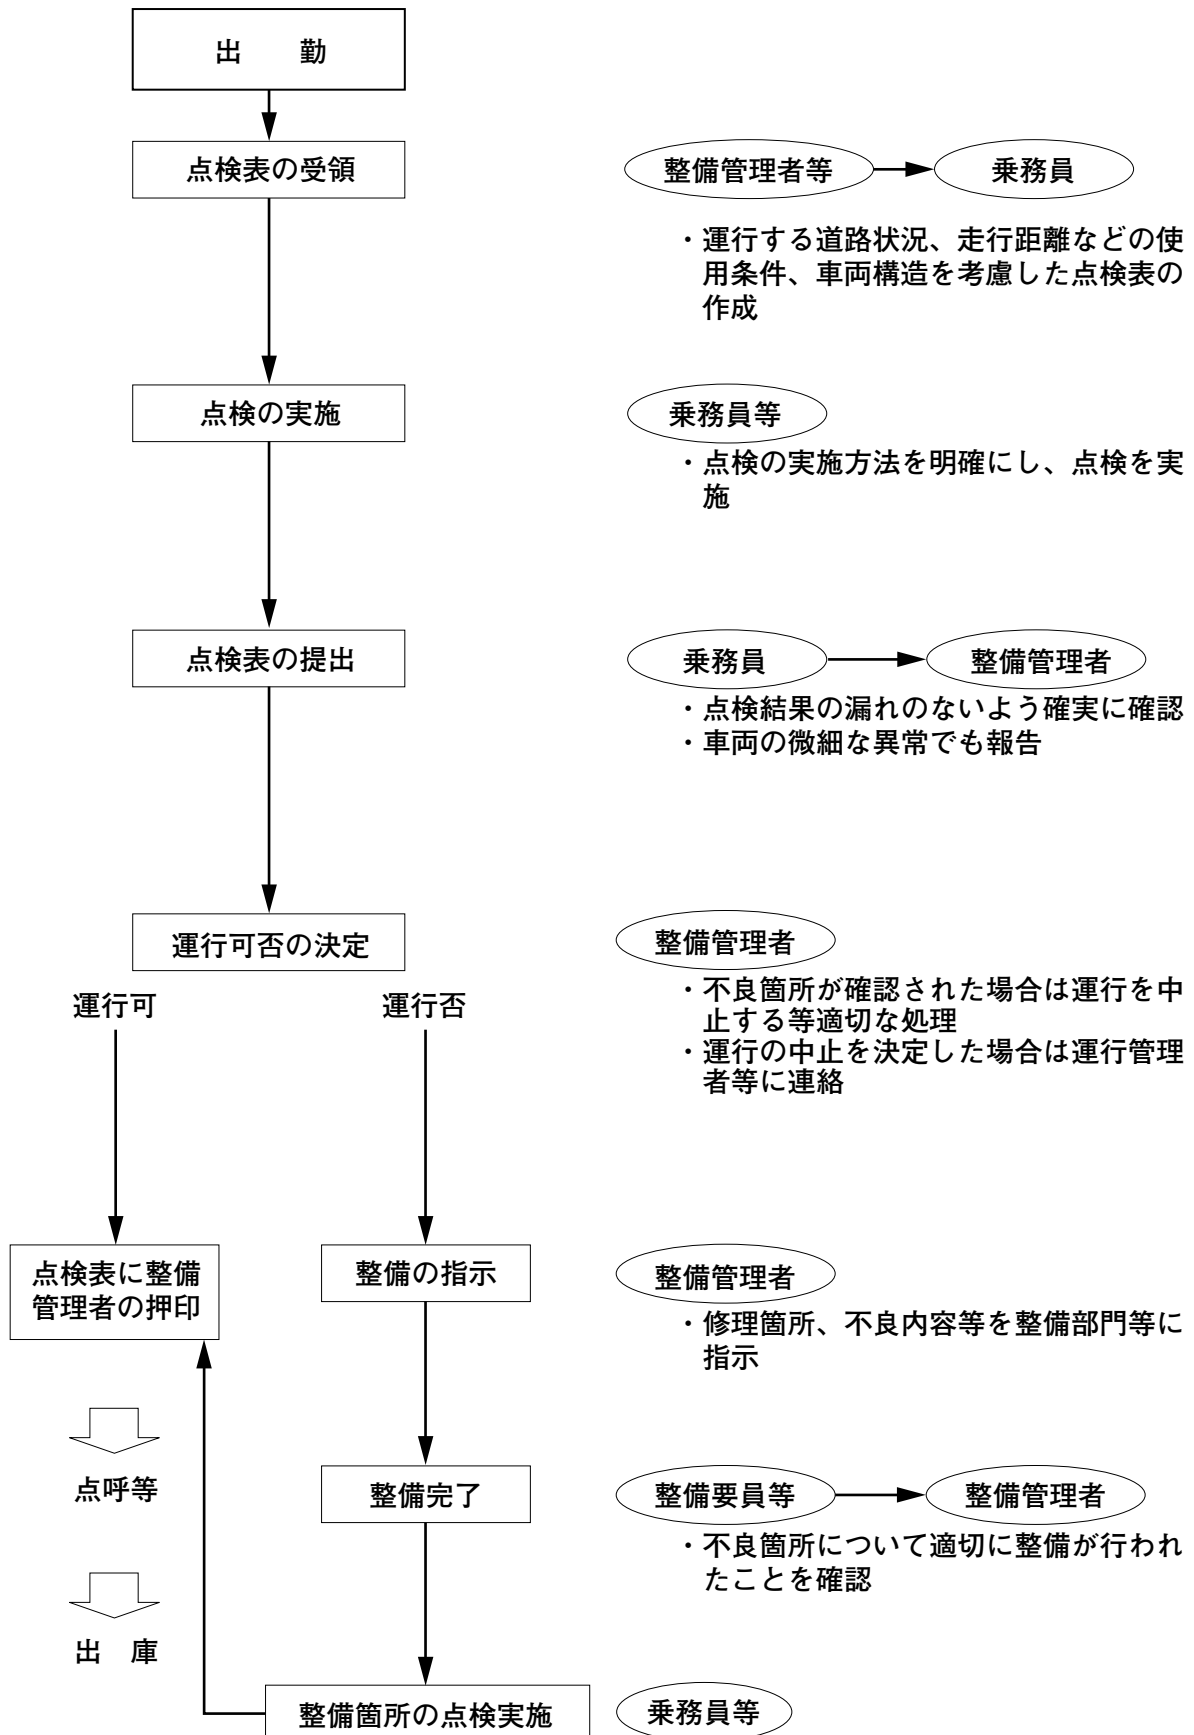 出　勤
点検表の受領
整備管理者等
乗務員
・運行する道路状況、走行距離などの使
用条件、車両構造を考慮した点検表の
作成
点検の実施
乗務員等
・点検の実施方法を明確にし、点検を実
施
点検表の提出
乗務員
整備管理者
・点検結果の漏れのないよう確実に確認
・車両の微細な異常でも報告
運行可否の決定
整備管理者
運行可
運行否
・不良箇所が確認された場合は運行を中
止する等適切な処理
・運行の中止を決定した場合は運行管理
者等に連絡
点検表に整備
管理者の押印
整備の指示
整備管理者
・修理箇所、不良内容等を整備部門等に
指示
点呼等
整備完了
整備要員等
整備管理者
・不良箇所について適切に整備が行われ
たことを確認
出　庫
整備箇所の点検実施
乗務員等